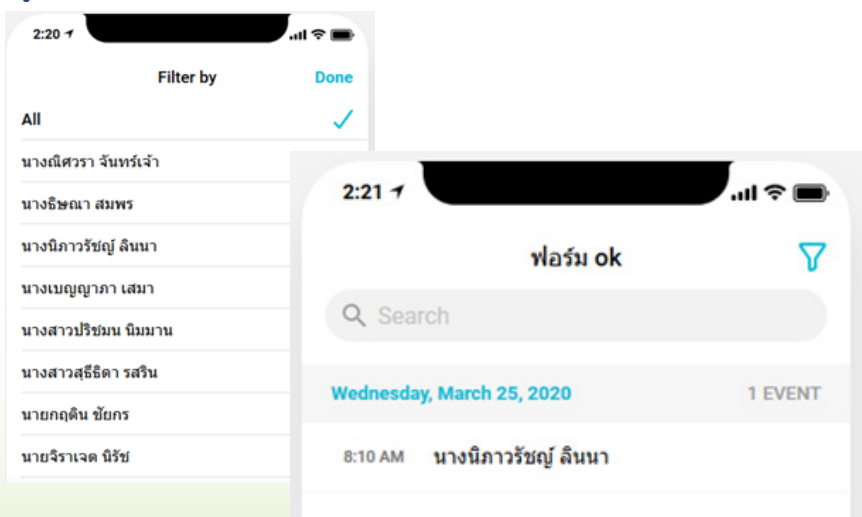 2:20
Filter by
Done
All
นางณิศวรา จันทร์เจ้า
นางธิษณา สมพร
นางนิภาวรัชญ์ ลินนา
นางเบญญาภา เสมา
นางสาวปริชมน นิมมาน
นางสาวสุธีธิดา รสริน
นายกฤติน ชัยกร
นายจิราเจต นิรัช
2:21
ฟอร์ม ok
Search
Wednesday, March 25, 2020
1 EVENT
8:10 AM นางนิภาวรัชญ์ ลินนา